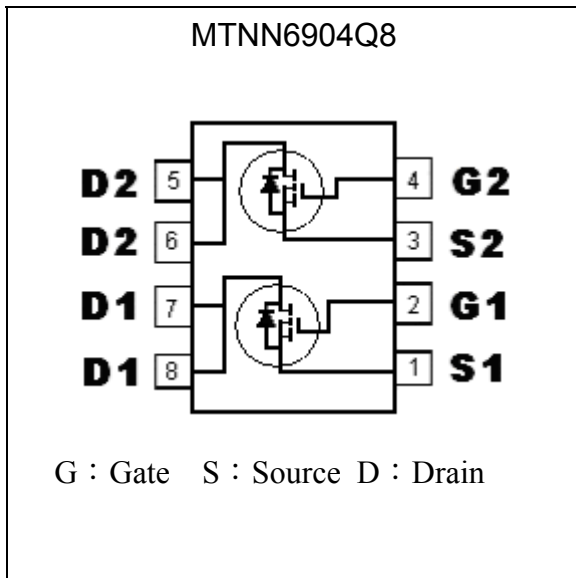 MTNN6904Q8
D2 5 4 G2
D2 6 3 S2
D1 7 2 G1
D1 8 1 S1
G：Gate S：Source D：Drain